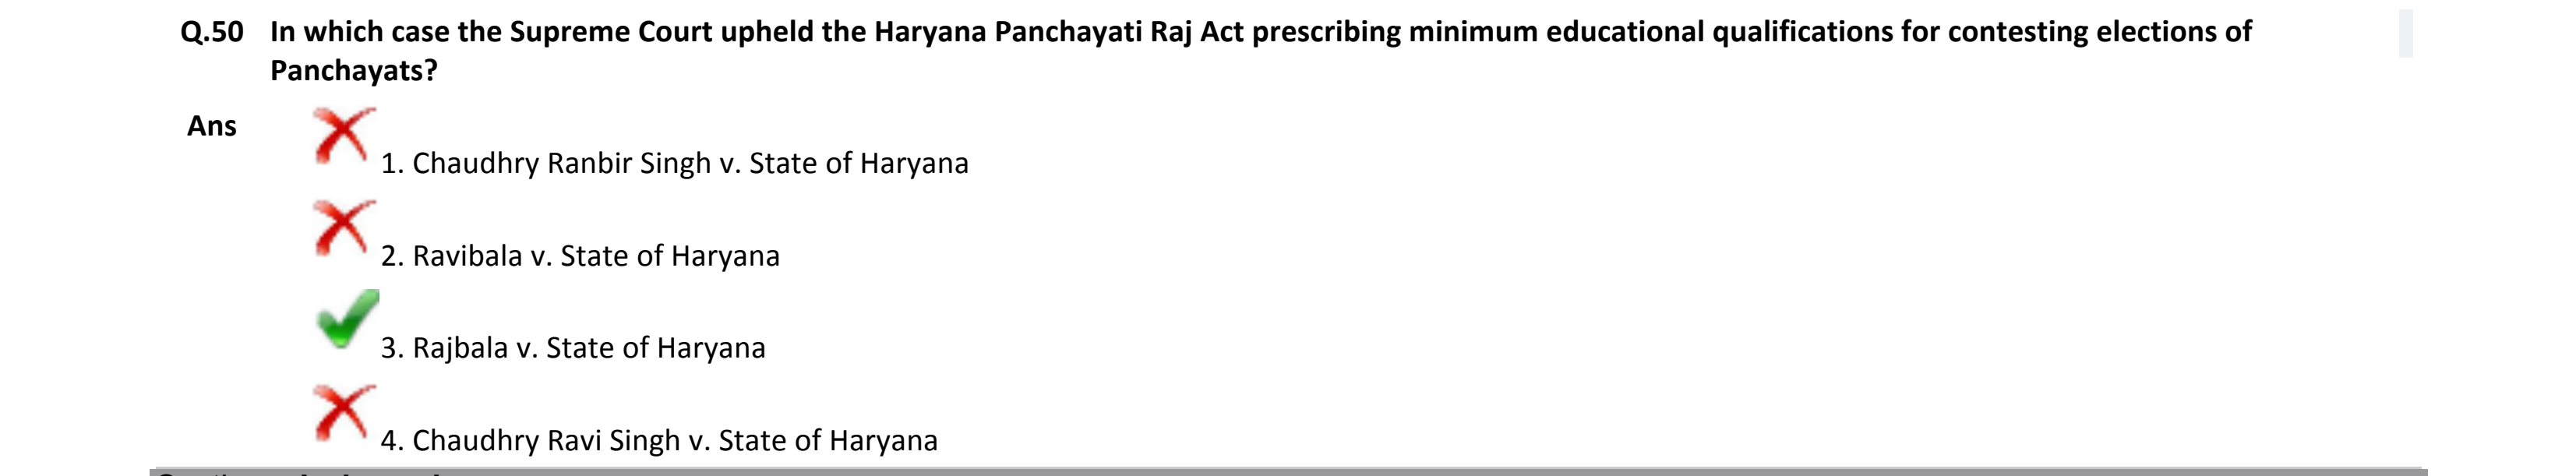 Q.50 In which case the Supreme Court upheld the Haryana Panchayati Raj Act prescribing minimum educational qualifications for contesting elections of
Panchayats?
Ans
1. Chaudhry Ranbir Singh v. State of Haryana
2. Ravibala v. State of Haryana
3. Rajbala v. State of Haryana
4. Chaudhry Ravi Singh v. State of Haryana